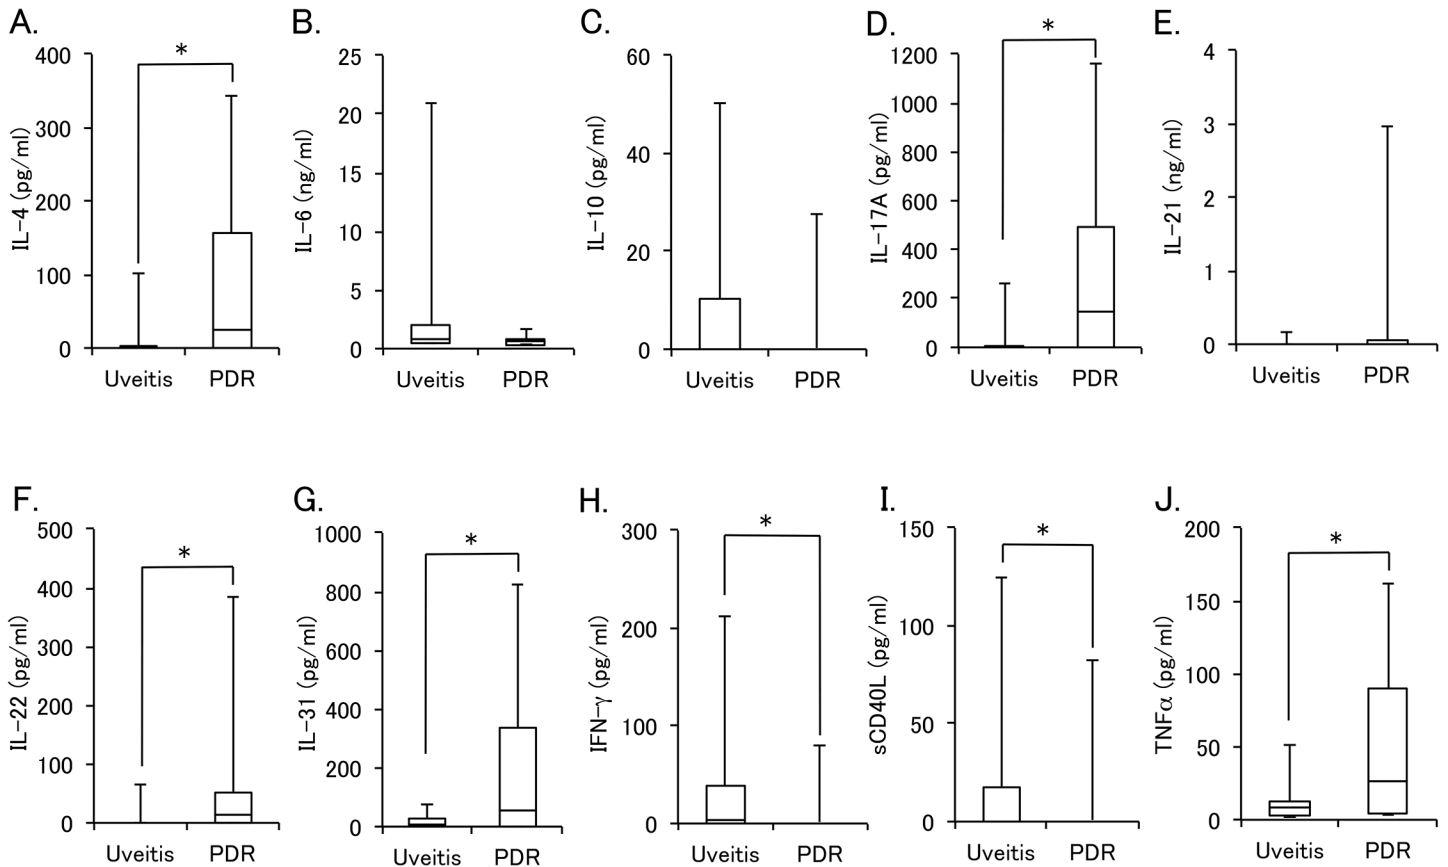 A.
*
400
300
200
100
0
IL-4 (pg/ml)
Uveitis PDR
B.
25
20
15
10
5
0
IL-6 (ng/ml)
Uveitis PDR
C.
60
40
20
0
IL-10 (pg/ml)
Uveitis PDR
D.
*
1200
1000
800
600
400
200
0
IL-17A (pg/ml)
Uveitis PDR
E.
4
3
2
1
0
IL-21 (ng/ml)
Uveitis PDR
F.
*
500
400
300
200
100
0
IL-22 (pg/ml)
Uveitis PDR
G.
*
1000
800
600
400
200
0
IL-31 (pg/ml)
Uveitis PDR
H.
*
300
200
100
0
IFN-γ (pg/ml)
Uveitis PDR
I.
*
150
100
50
0
sCD40L (pg/ml)
Uveitis PDR
J.
*
200
150
100
50
0
TNFα (pg/ml)
Uveitis PDR